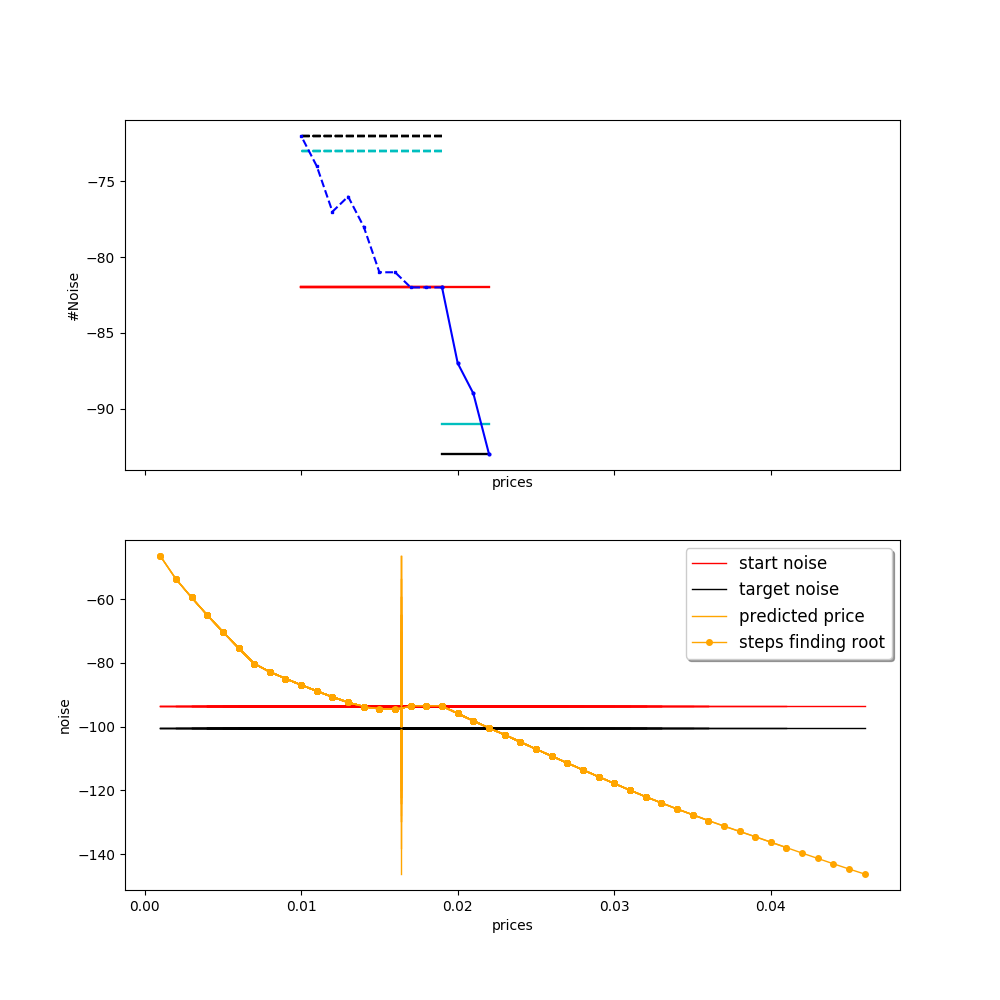 −75
−80
−85
−90
#Noise
prices
start noise
target noise
predicted price
steps finding root
−60
−80
−100
−120
−140
noise
0.00 0.01 0.02 0.03 0.04
prices